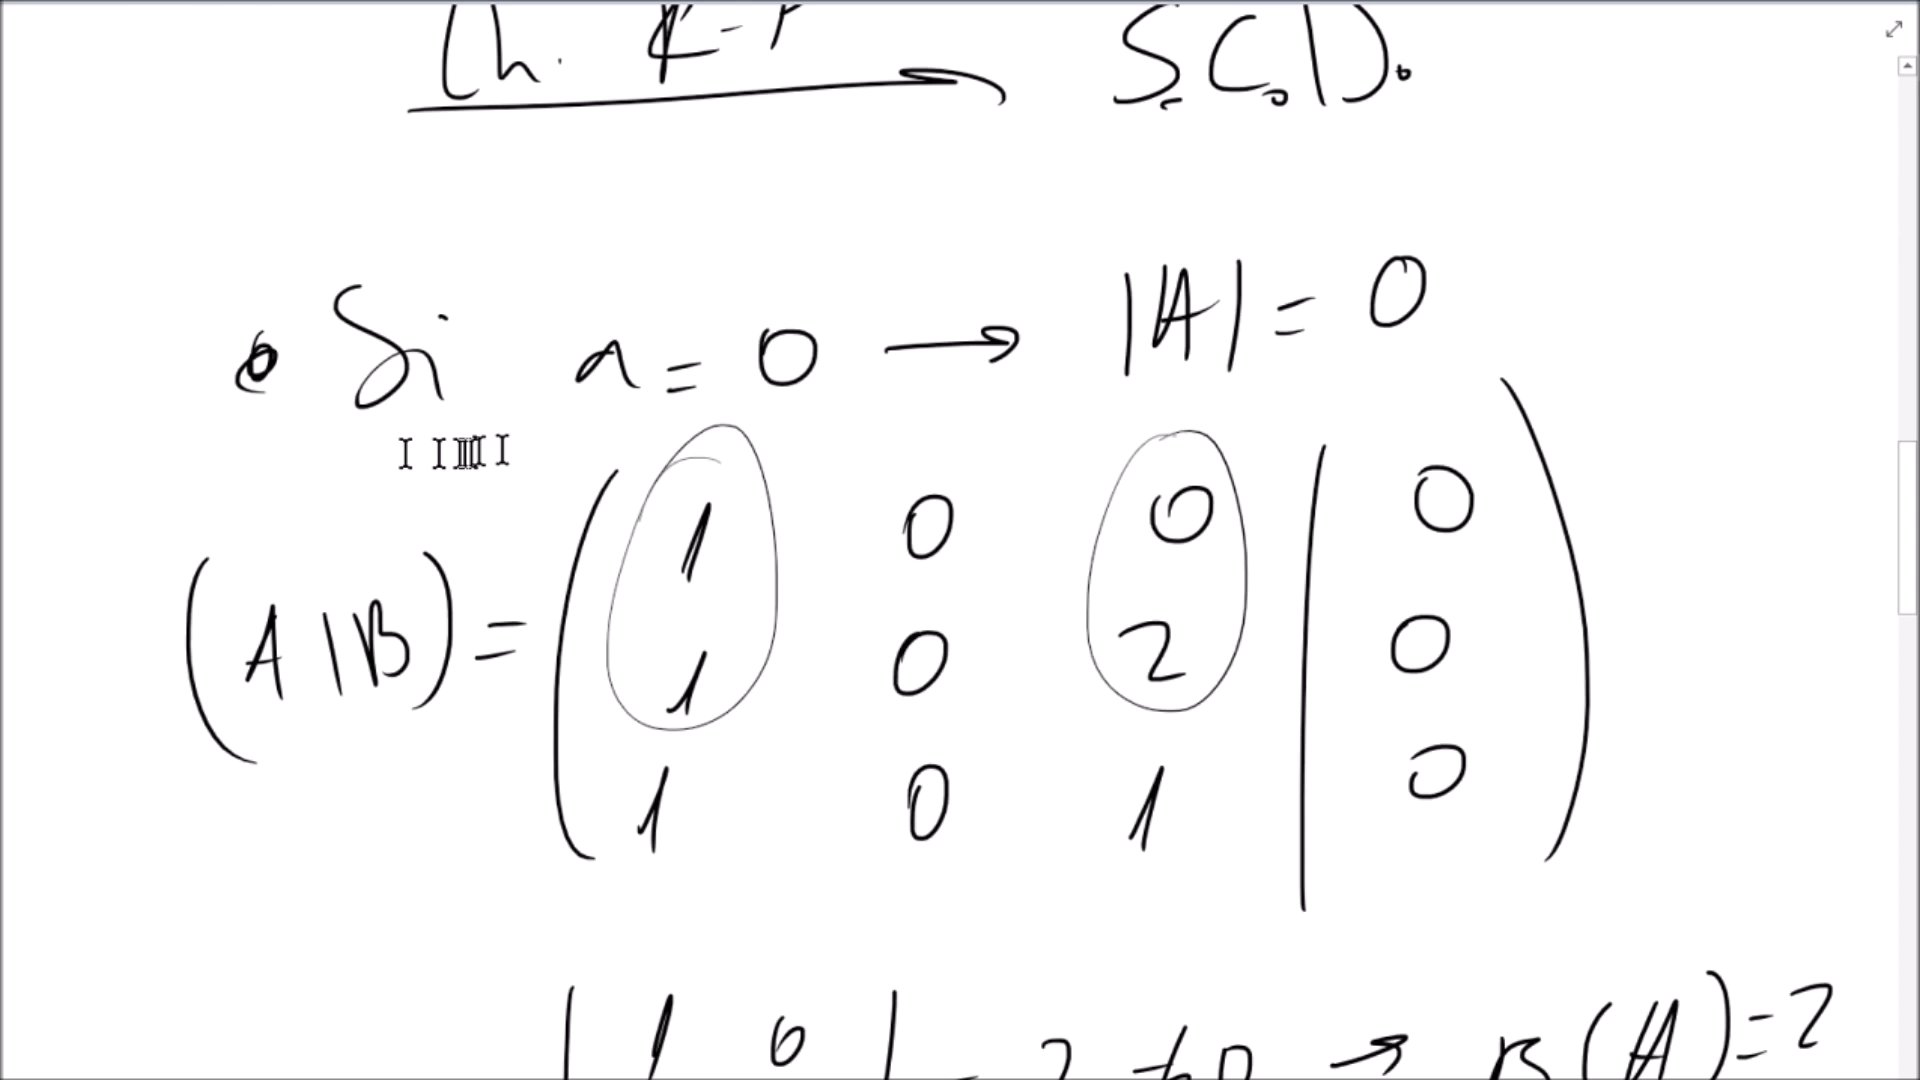 Th. R-F S.C.D.
• Si a = 0 → |A| = 0
1 0 0 | 0
(A|B) = 1 0 2 | 0
1 0 1 | 0
| 1 0 | = 2 ≠ 0 → R(A) = 2